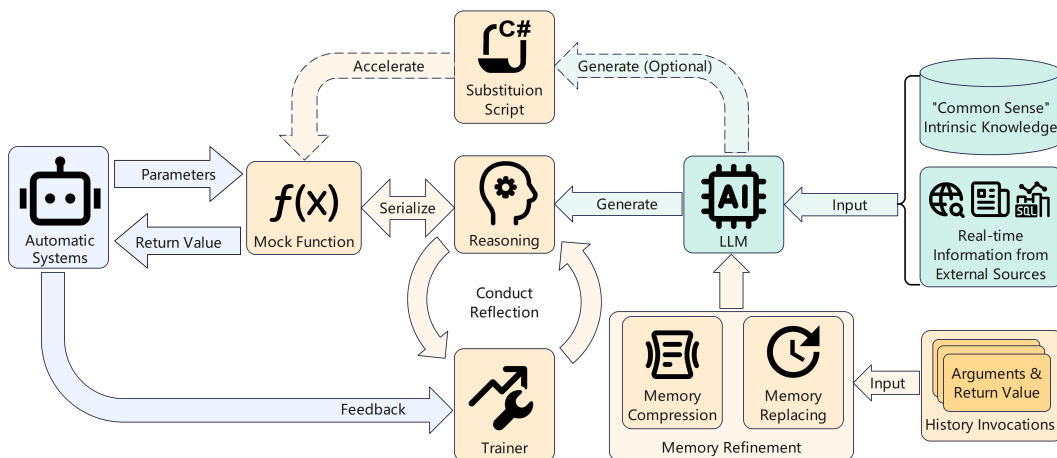 C#
Substituion
Script
Accelerate
Generate (Optional)
"Common Sense"
Intrinsic Knowledge
Parameters
f(x)
Mock Function
Return Value
Automatic
Systems
Serialize
Reasoning
Generate
AI
LLM
Input
SQL
Real-time
Information from
External Sources
Conduct
Reflection
Feedback
Trainer
Memory
Compression
Memory
Replacing
Memory Refinement
Input
Arguments &
Return Value
History Invocations